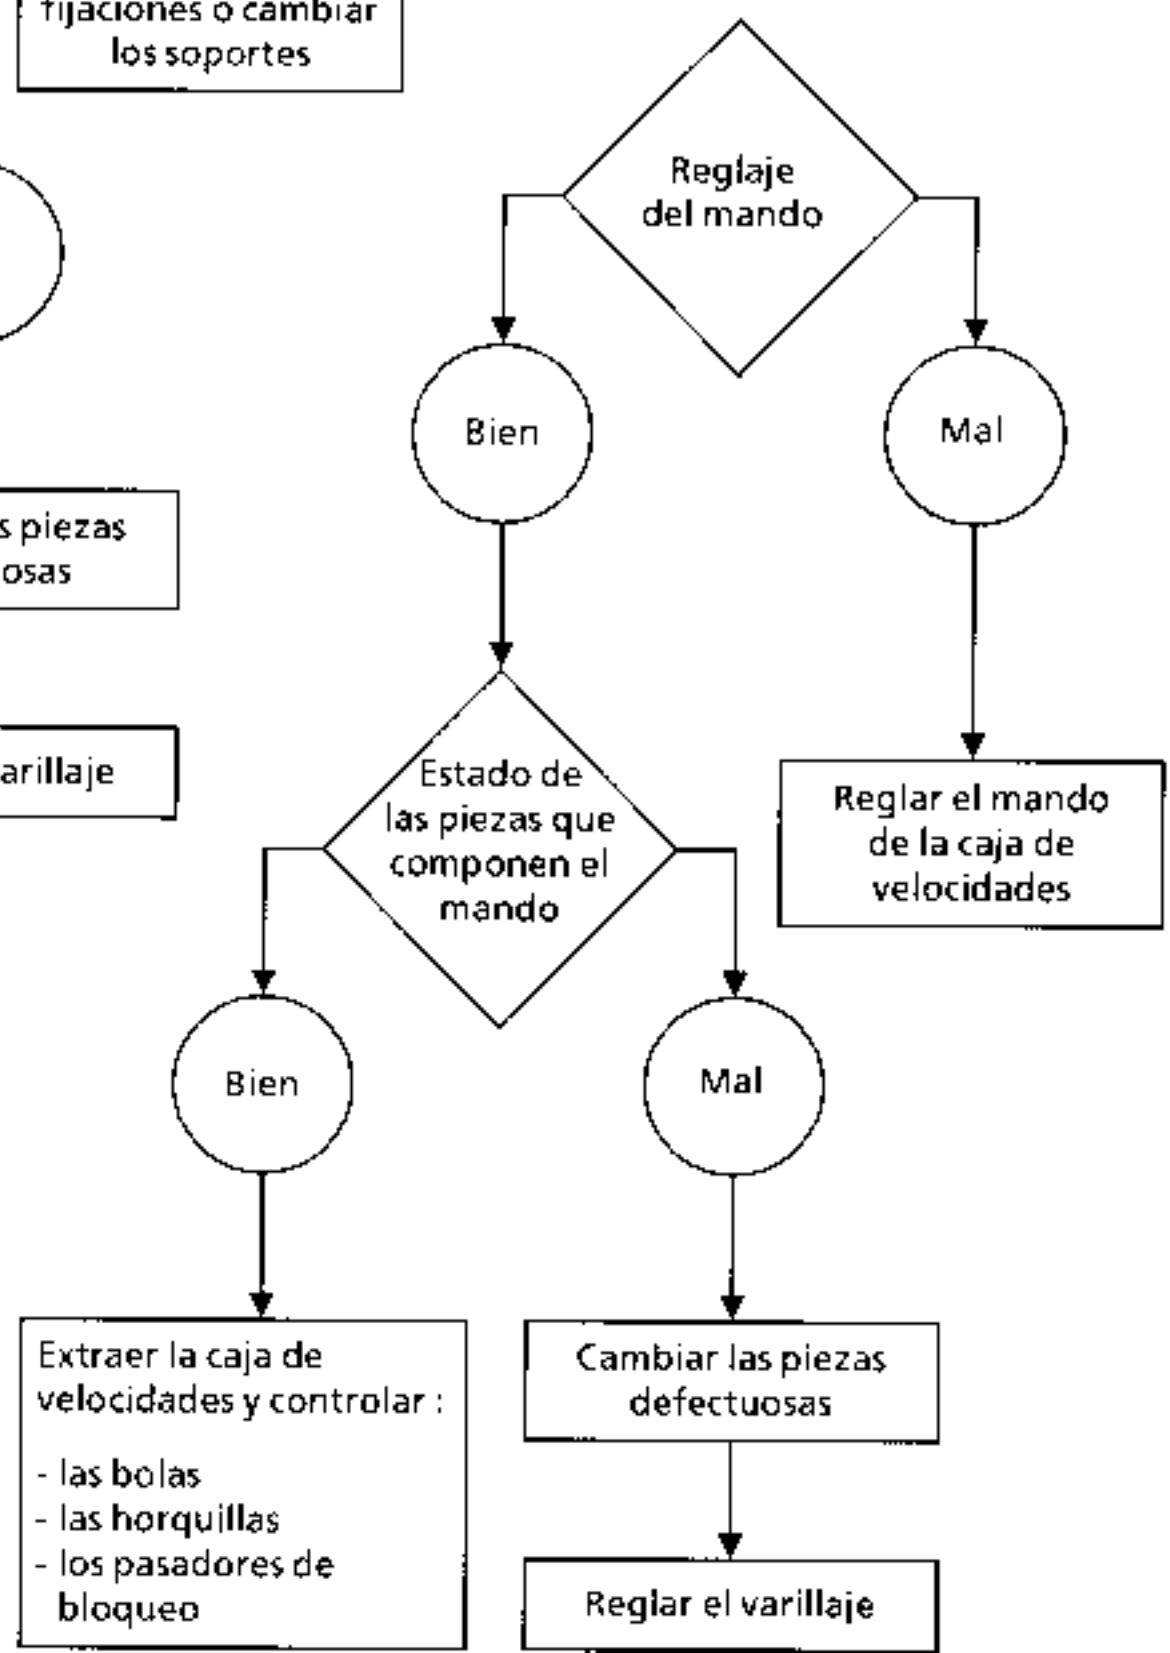 fijaciones o cambiar
los soportes
Reglaje
del mando
Bien
Mal
s piezas
osas
arillaje
Estado de
las piezas que
componen el
mando
Reglar el mando
de la caja de
velocidades
Bien
Mal
Extraer la caja de
velocidades y controlar :
- las bolas
- las horquillas
- los pasadores de
bloqueo
Cambiar las piezas
defectuosas
Reglar el varillaje